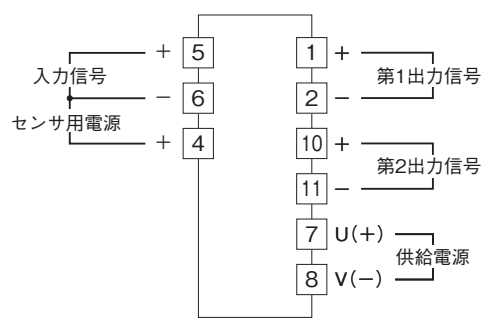 + 5
入力信号
− 6
センサ用電源
+ 4
1 +
第1出力信号
2 −
10 +
第2出力信号
11 −
7 U(+)
供給電源
8 V(−)